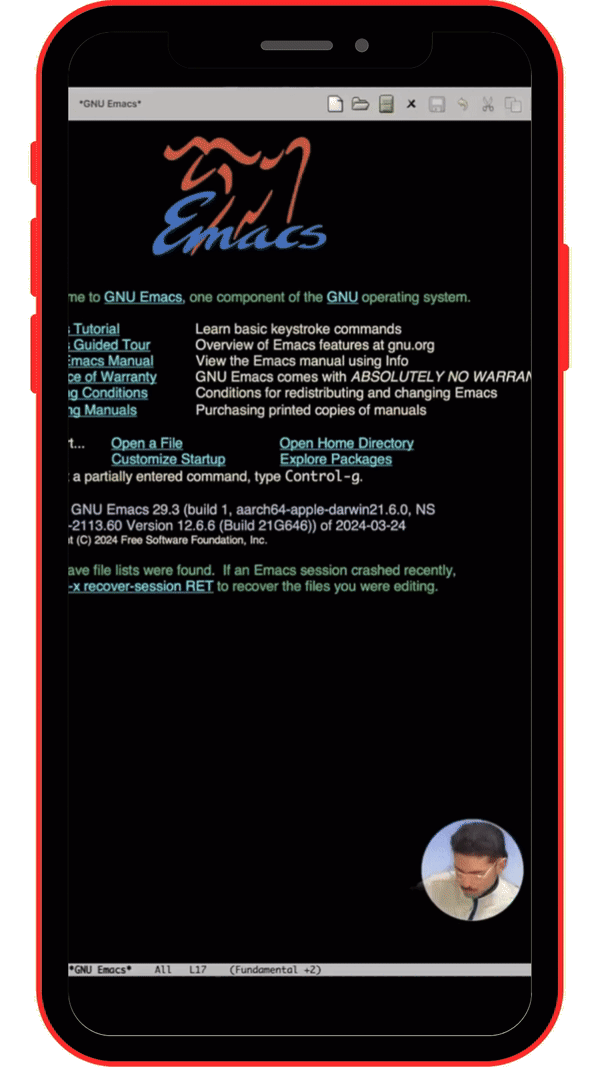 *GNU Emacs*
Emacs
me to GNU Emacs, one component of the GNU operating system.
Tutorial Learn basic keystroke commands
Guided Tour Overview of Emacs features at gnu.org
Emacs Manual View the Emacs manual using Info
ce of Warranty GNU Emacs comes with ABSOLUTELY NO WARRAN
ng Conditions Conditions for redistributing and changing Emacs
ng Manuals Purchasing printed copies of manuals
t... Open a File Open Home Directory
Customize Startup Explore Packages
a partially entered command, type Control-g.
GNU Emacs 29.3 (build 1, aarch64-apple-darwin21.6.0, NS
-2113.60 Version 12.6.6 (Build 21G646)) of 2024-03-24
t (C) 2024 Free Software Foundation, Inc.
ave file lists were found. If an Emacs session crashed recently,
-x recover-session RET to recover the files you were editing.
*GNU Emacs* All L17 (Fundamental +2)